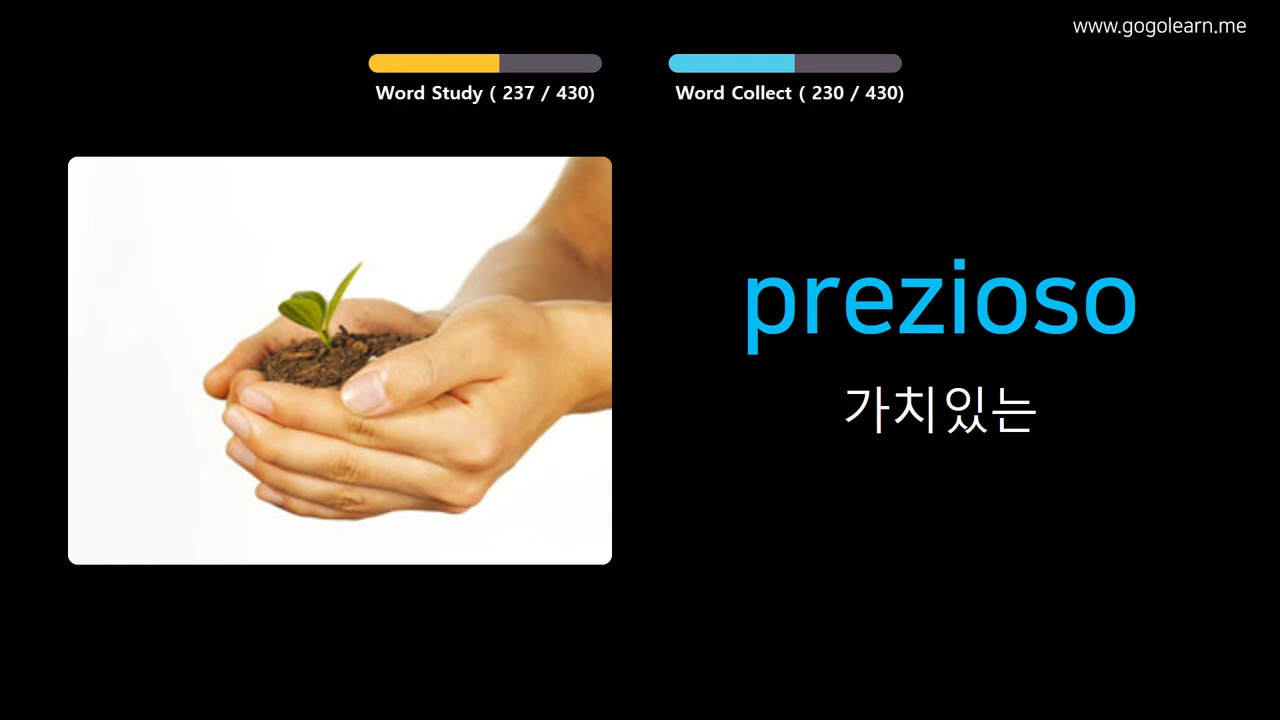 www.gogolearn.me
Word Study ( 237 / 430)
Word Collect ( 230 / 430)
prezioso
가치있는